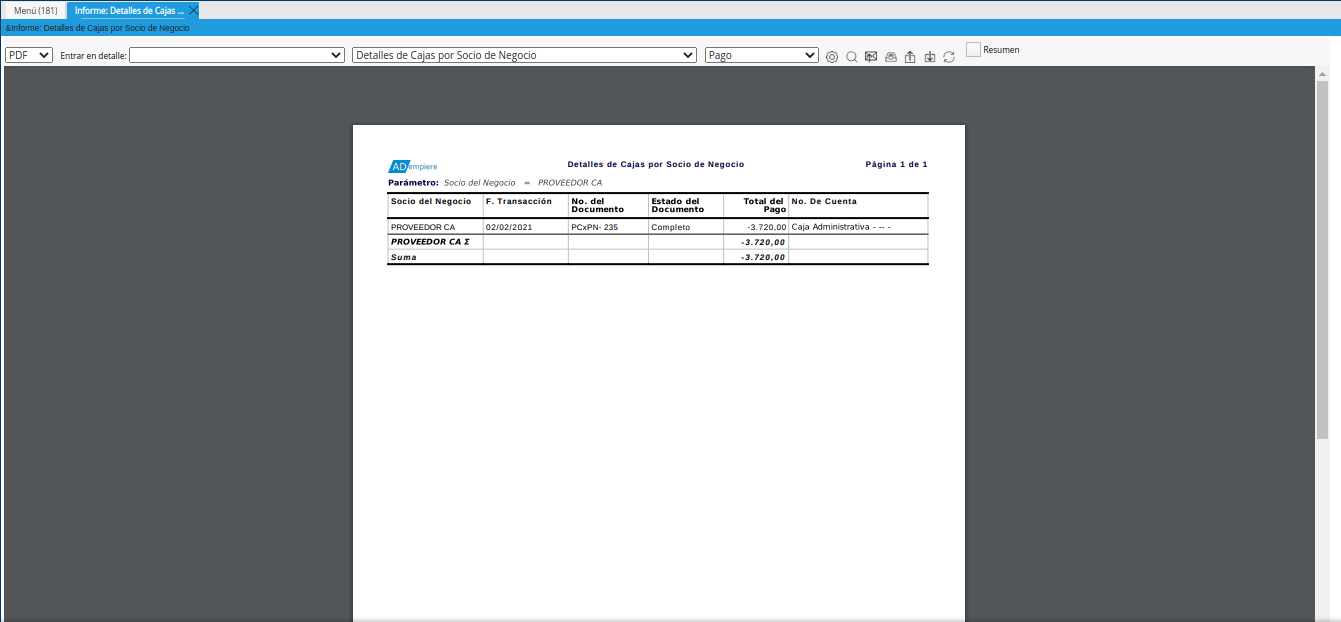 Menú (181) Informe: Detalles de Cajas ...
&Informe: Detalles de Cajas por Socio de Negocio
PDF Entrar en detalle: Detalles de Cajas por Socio de Negocio Pago Resumen
ADempiere Detalles de Cajas por Socio de Negocio Página 1 de 1
Parámetro: Socio del Negocio = PROVEEDOR CA
Socio del Negocio F. Transacción No. del Documento Estado del Documento Total del Pago No. De Cuenta
PROVEEDOR CA 02/02/2021 PCxPN- 235 Completo -3.720,00 Caja Administrativa - -- -
PROVEEDOR CA Σ -3.720,00
Suma -3.720,00